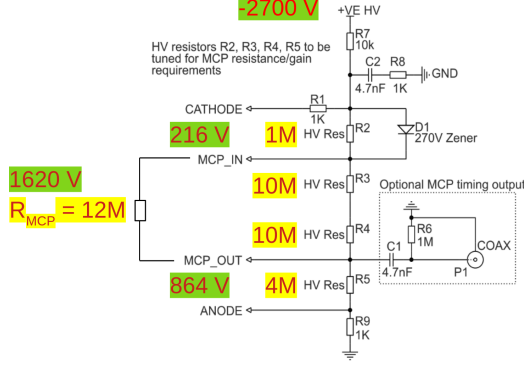 -2700 V
+VE HV
R7
10k
HV resistors R2, R3, R4, R5 to be
tuned for MCP resistance/gain
requirements
C2 R8
GND
4.7nF 1K
R1
CATHODE
1K
D1
270V Zener
216 V 1M HV Res R2
MCP_IN
1620 V
10M HV Res R3
Optional MCP timing output
RMCP = 12M
10M HV Res R4
R6
1M
C1
COAX
MCP_OUT
4.7nF
P1
864 V 4M HV Res R5
ANODE
R9
1K